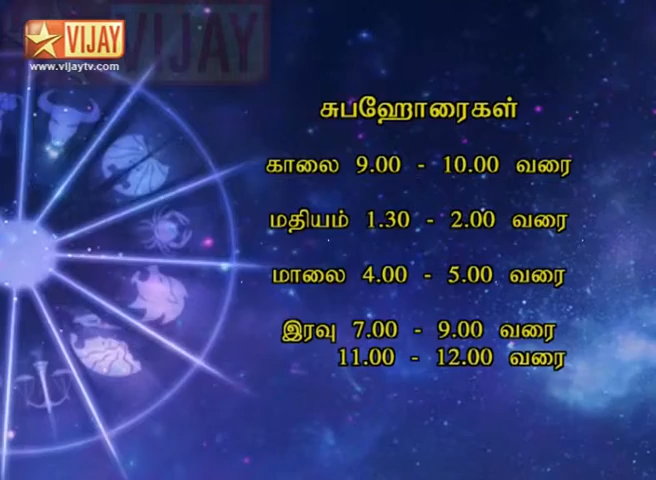 VIJAY
VIJAY
www.vijaytv.com
சுபஹோரைகள்
காலை 9.00 - 10.00 வரை
மதியம் 1.30 - 2.00 வரை
மாலை 4.00 - 5.00 வரை
இரவு 7.00 - 9.00 வரை
11.00 - 12.00 வரை